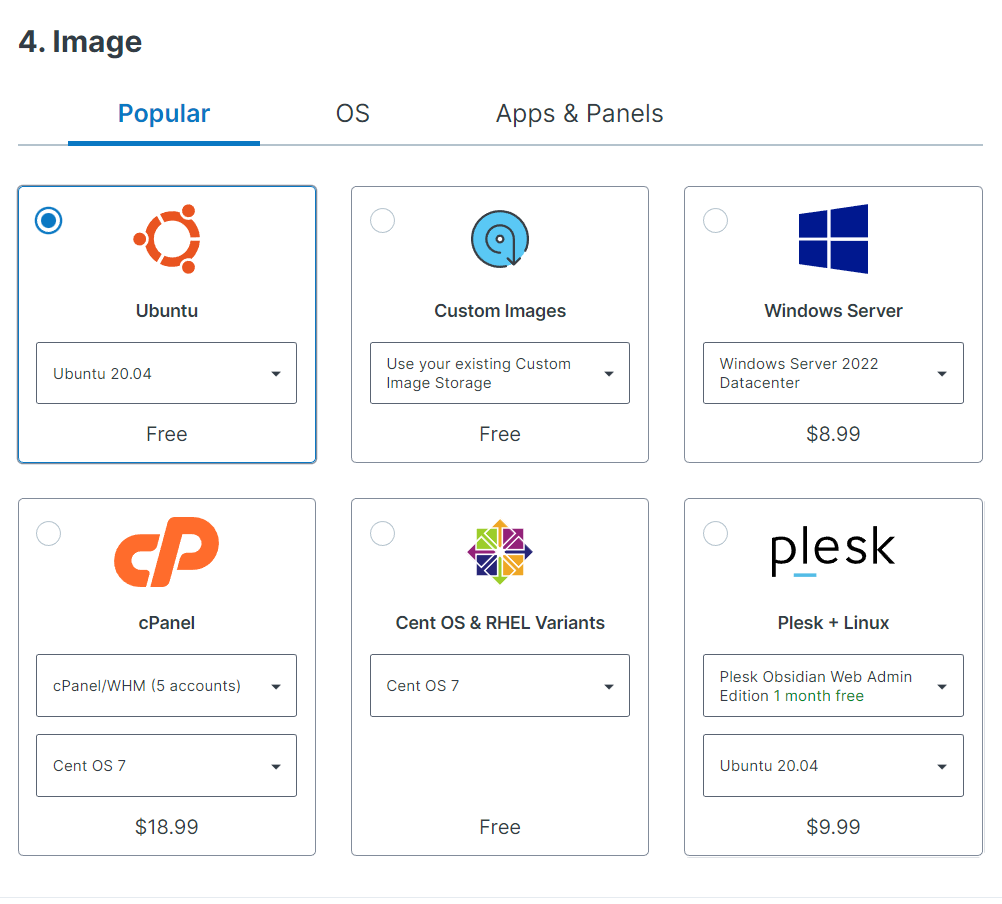 4. Image
Popular
OS
Apps & Panels
Ubuntu
Ubuntu 20.04
Free
Custom Images
Use your existing Custom
Image Storage
Free
Windows Server
Windows Server 2022
Datacenter
$8.99
cP
cPanel
cPanel/WHM (5 accounts)
Cent OS 7
$18.99
Cent OS & RHEL Variants
Cent OS 7
Free
plesk
Plesk + Linux
Plesk Obsidian Web Admin
Edition 1 month free
Ubuntu 20.04
$9.99